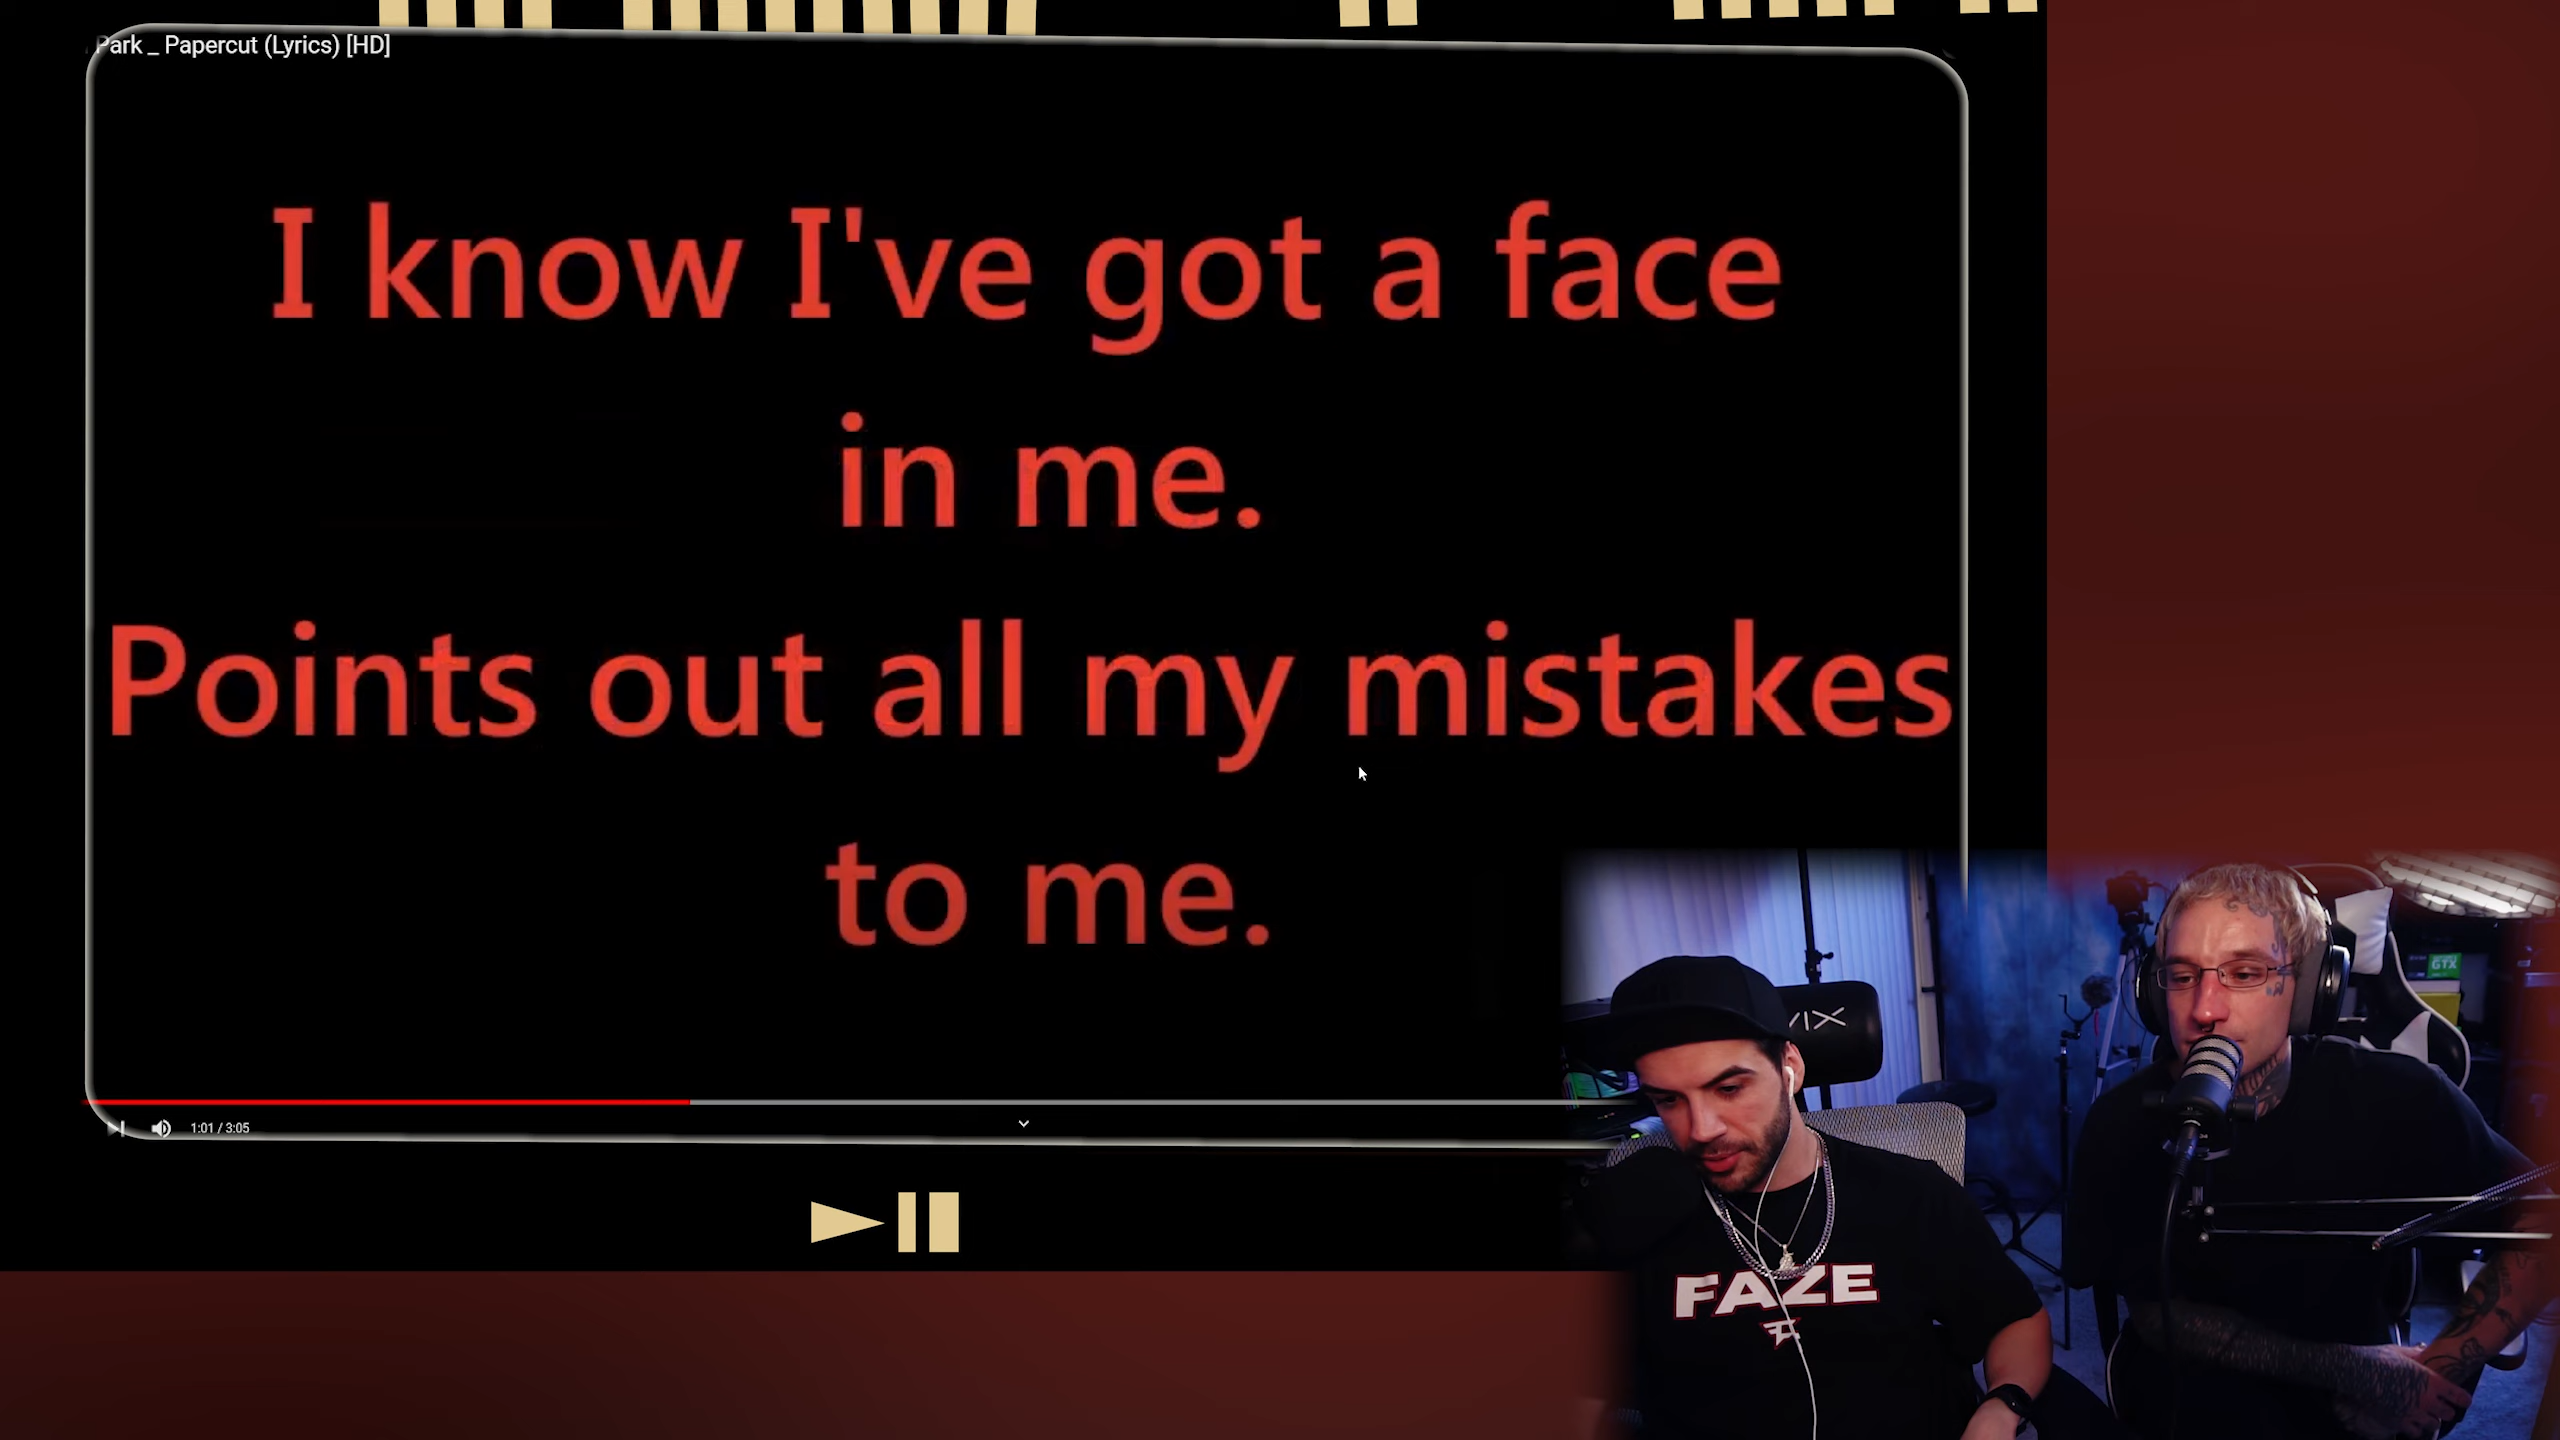 Park _ Papercut (Lyrics) [HD]
I know I've got a face
in me.
Points out all my mistakes
to me.
1:01 / 3:05
GTX
FAZE